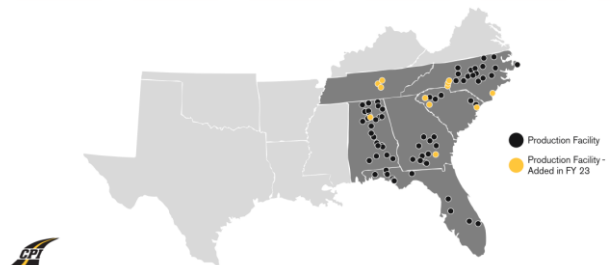 Production Facility
Production Facility -
Added in FY 23
CPI